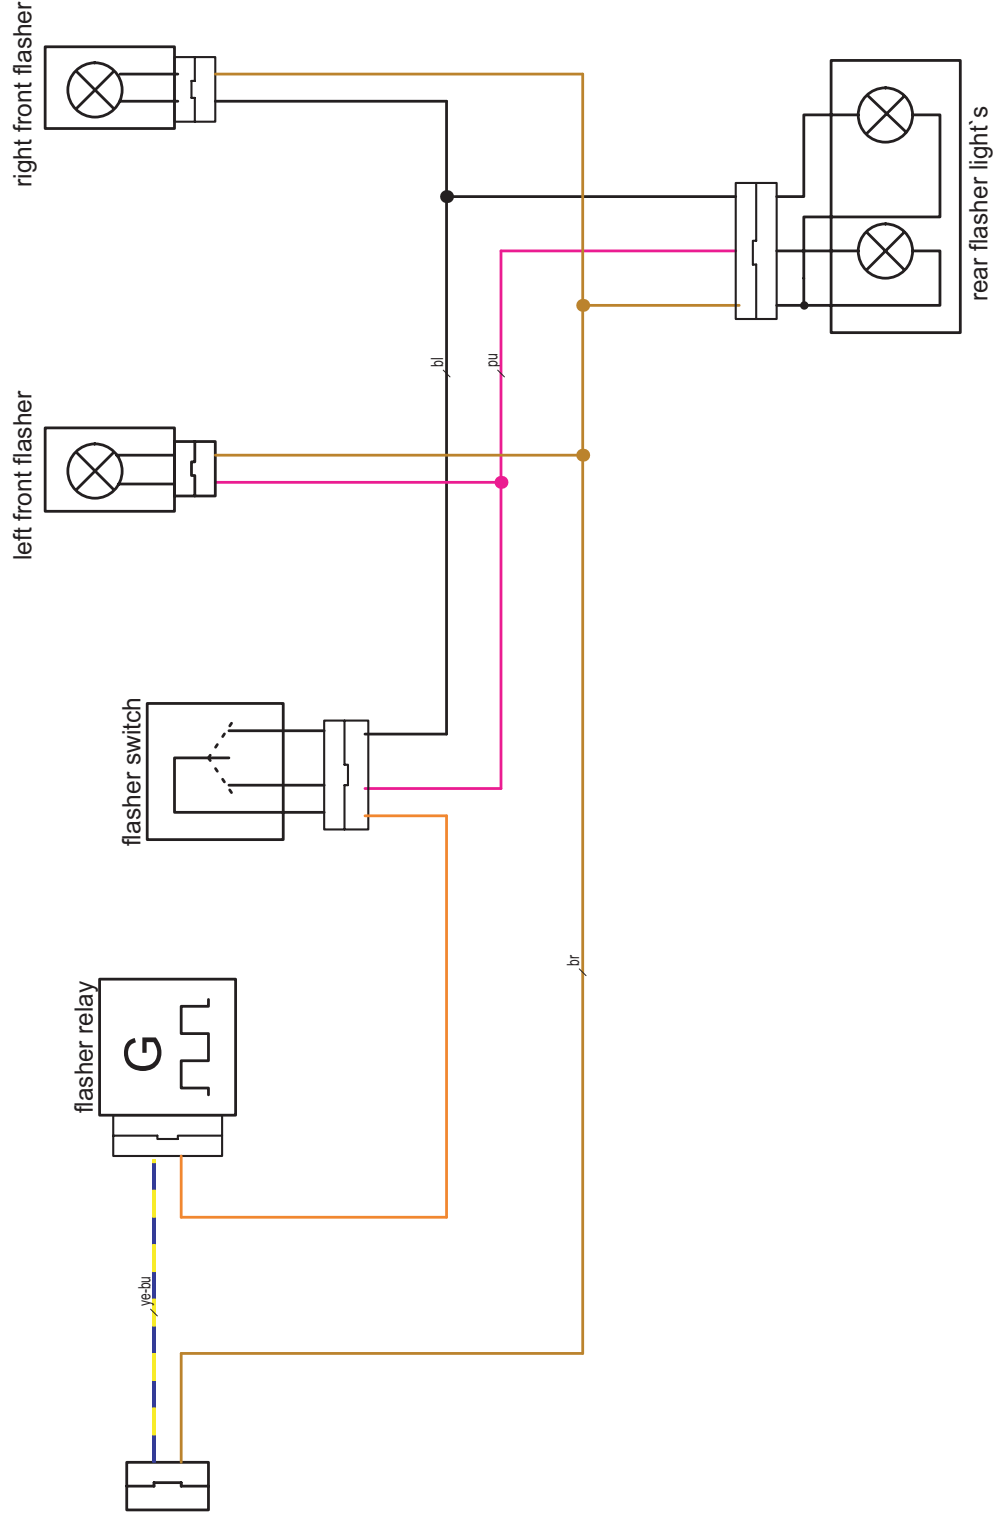 right front flasher
rear flasher light`s
bl
pu
left front flasher
flasher switch
br
flasher relay
G
ye-bu